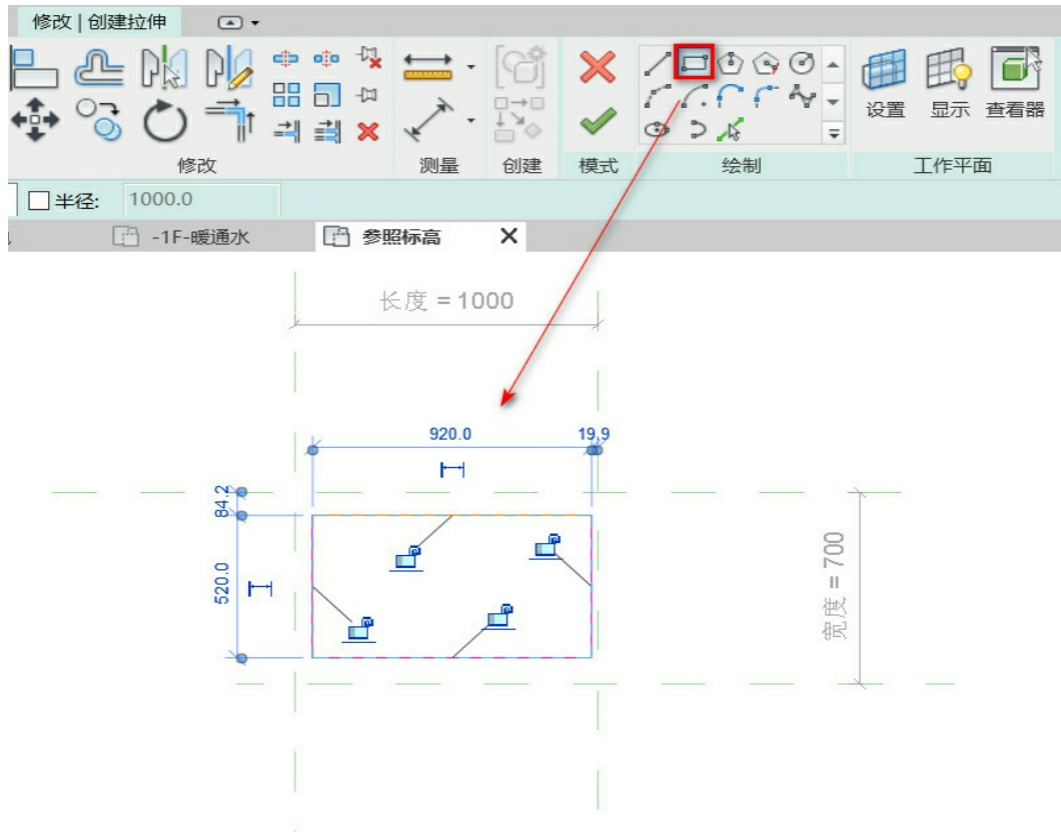 修改 | 创建拉伸
设置 显示 查看器
修改 测量 创建 模式 绘制 工作平面
半径: 1000.0
-1F-暖通水 参照标高
长度 = 1000
920.0 19.9
84.2
520.0
宽度 = 700